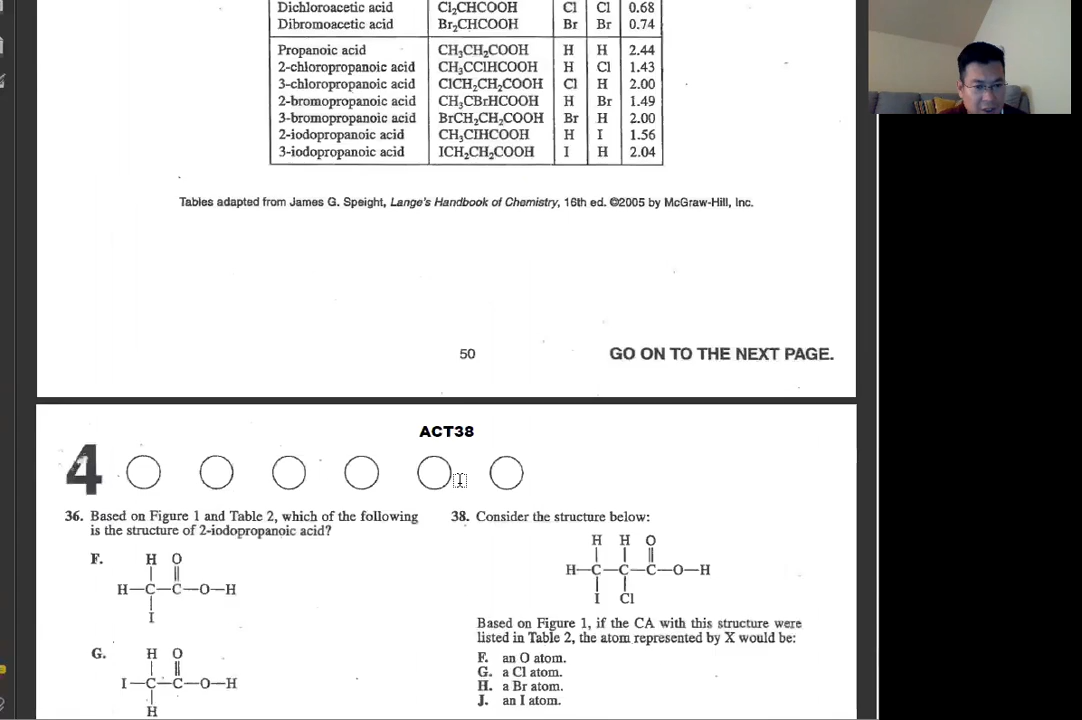 Dichloroacetic acid Cl2CHCOOH Cl Cl 0.68
Dibromoacetic acid Br2CHCOOH Br Br 0.74
Propanoic acid CH3CH2COOH H H 2.44
2-chloropropanoic acid CH3CClHCOOH H Cl 1.43
3-chloropropanoic acid ClCH2CH2COOH Cl H 2.00
2-bromopropanoic acid CH3CBrHCOOH H Br 1.49
3-bromopropanoic acid BrCH2CH2COOH Br H 2.00
2-iodopropanoic acid CH3CIHCOOH H I 1.56
3-iodopropanoic acid ICH2CH2COOH I H 2.04
Tables adapted from James G. Speight, Lange's Handbook of Chemistry, 16th ed. ©2005 by McGraw-Hill, Inc.
50 GO ON TO THE NEXT PAGE.
ACT38
4
36. Based on Figure 1 and Table 2, which of the following
is the structure of 2-iodopropanoic acid?
F. H O
H—C—C—O—H
I
G. H O
I—C—C—O—H
H
38. Consider the structure below:
H H O
H—C—C—C—O—H
I Cl
Based on Figure 1, if the CA with this structure were
listed in Table 2, the atom represented by X would be:
F. an O atom.
G. a Cl atom.
H. a Br atom.
J. an I atom.